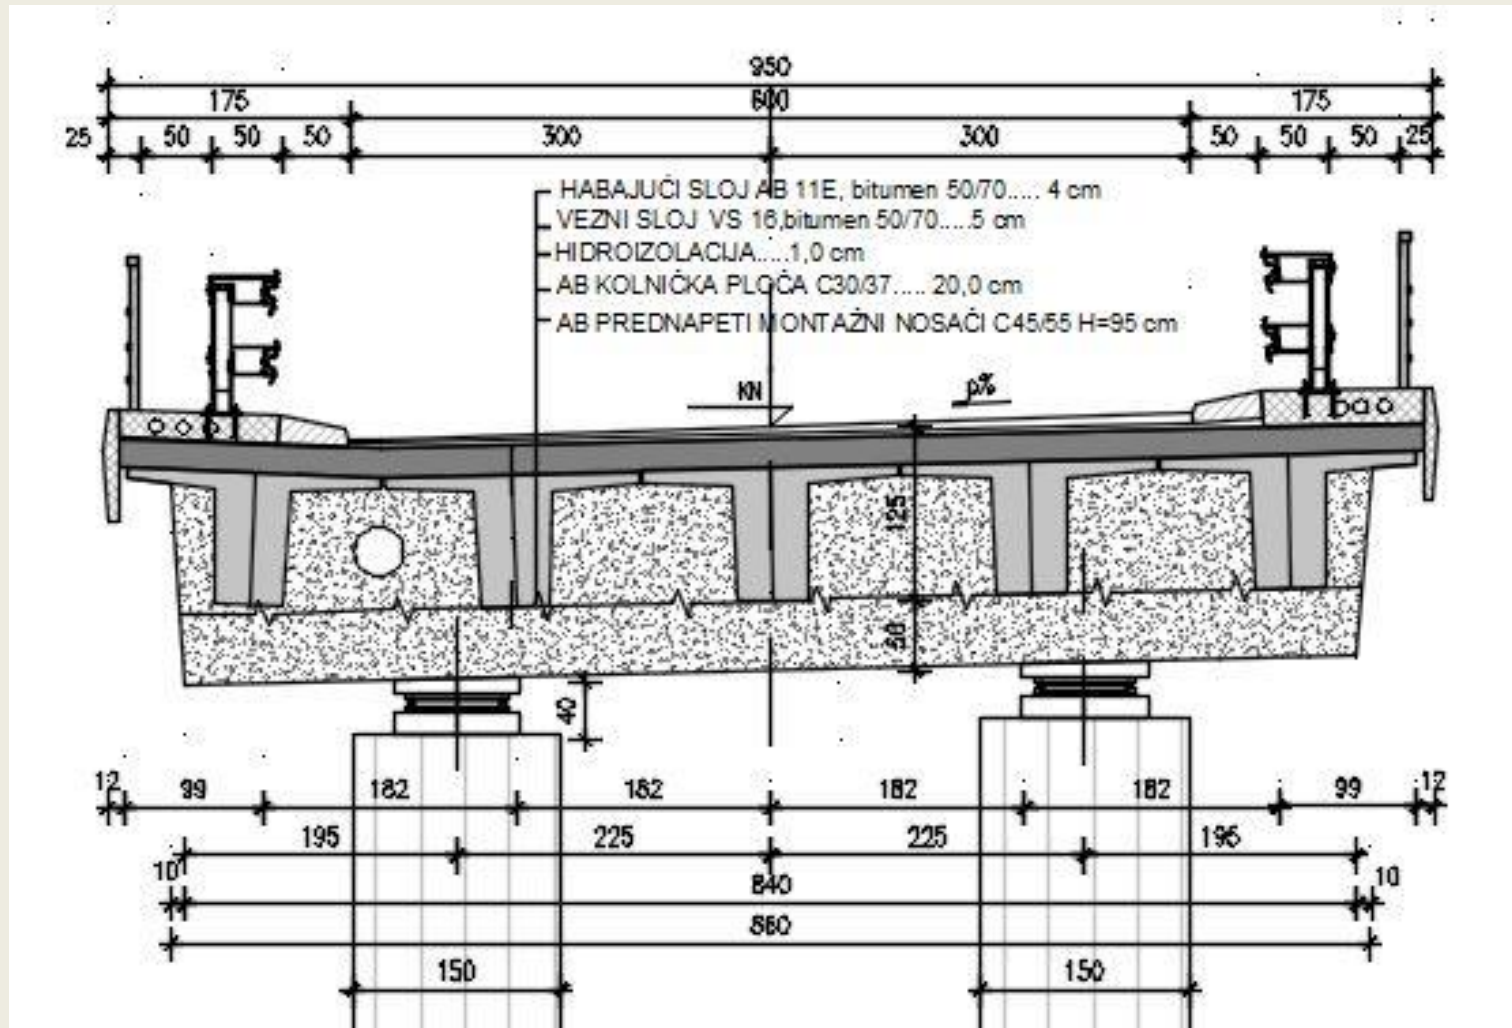 950
175 600 175
25 50 50 50 300 300 50 50 50 25
HABAJUĆI SLOJ AB 11E, bitumen 50/70..... 4 cm
VEZNI SLOJ VS 16,bitumen 50/70.....5 cm
HIDROIZOLACIJA.....1,0 cm
AB KOLNIČKA PLOČA C30/37..... 20,0 cm
AB PREDNAPETI MONTAŽNI NOSAČI C45/55 H=95 cm
KN p%
125
50
40
12 99 182 182 182 182 99 12
195 225 225 195
10 840 10
860
150 150